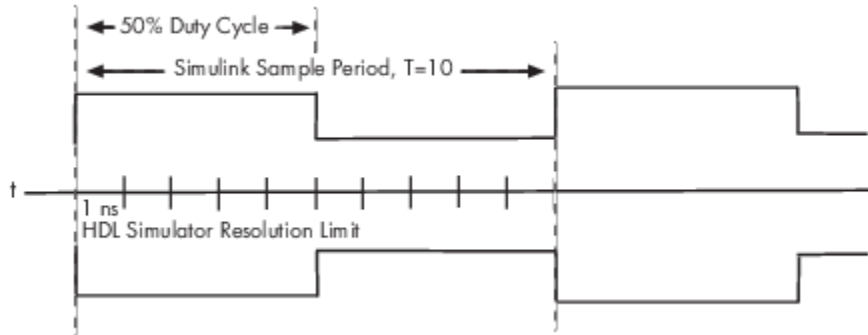 50% Duty Cycle
Simulink Sample Period, T=10
t
1 ns
HDL Simulator Resolution Limit